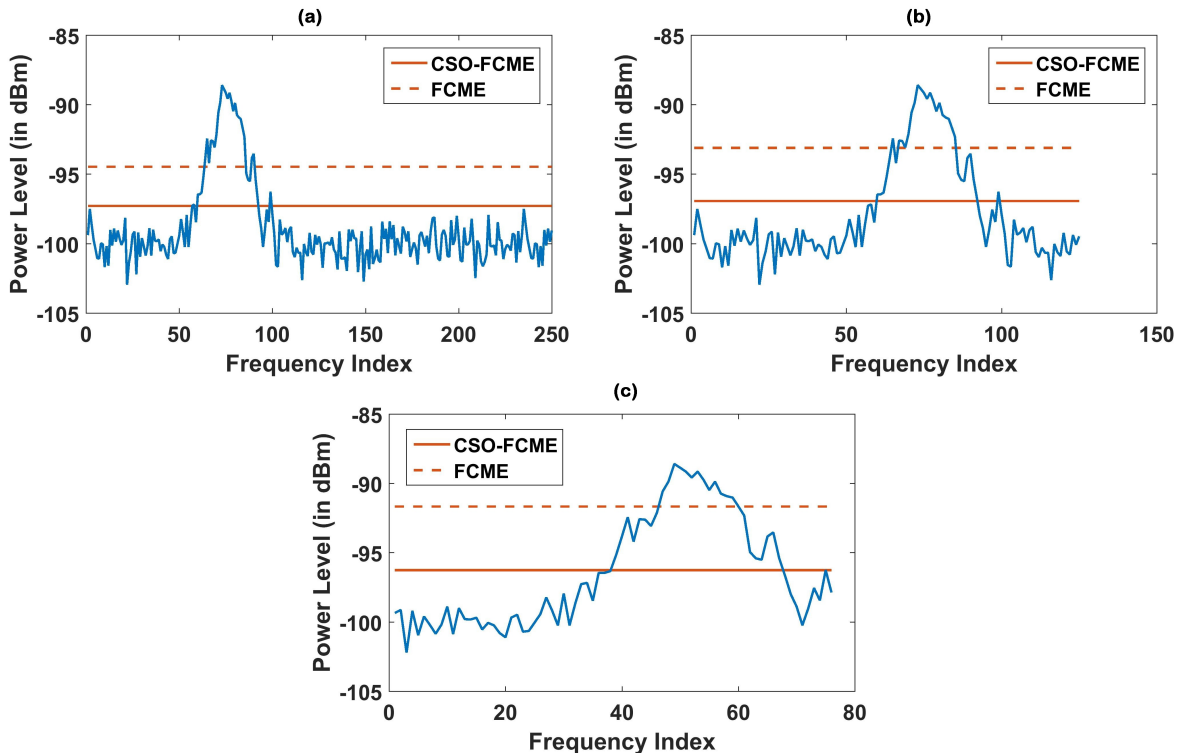 (a)
-85
-90
-95
-100
-105
Power Level (in dBm)
CSO-FCME
FCME
0 50 100 150 200 250
Frequency Index
(b)
-85
-90
-95
-100
-105
Power Level (in dBm)
CSO-FCME
FCME
0 50 100 150
Frequency Index
(c)
-85
-90
-95
-100
-105
Power Level (in dBm)
CSO-FCME
FCME
0 20 40 60 80
Frequency Index